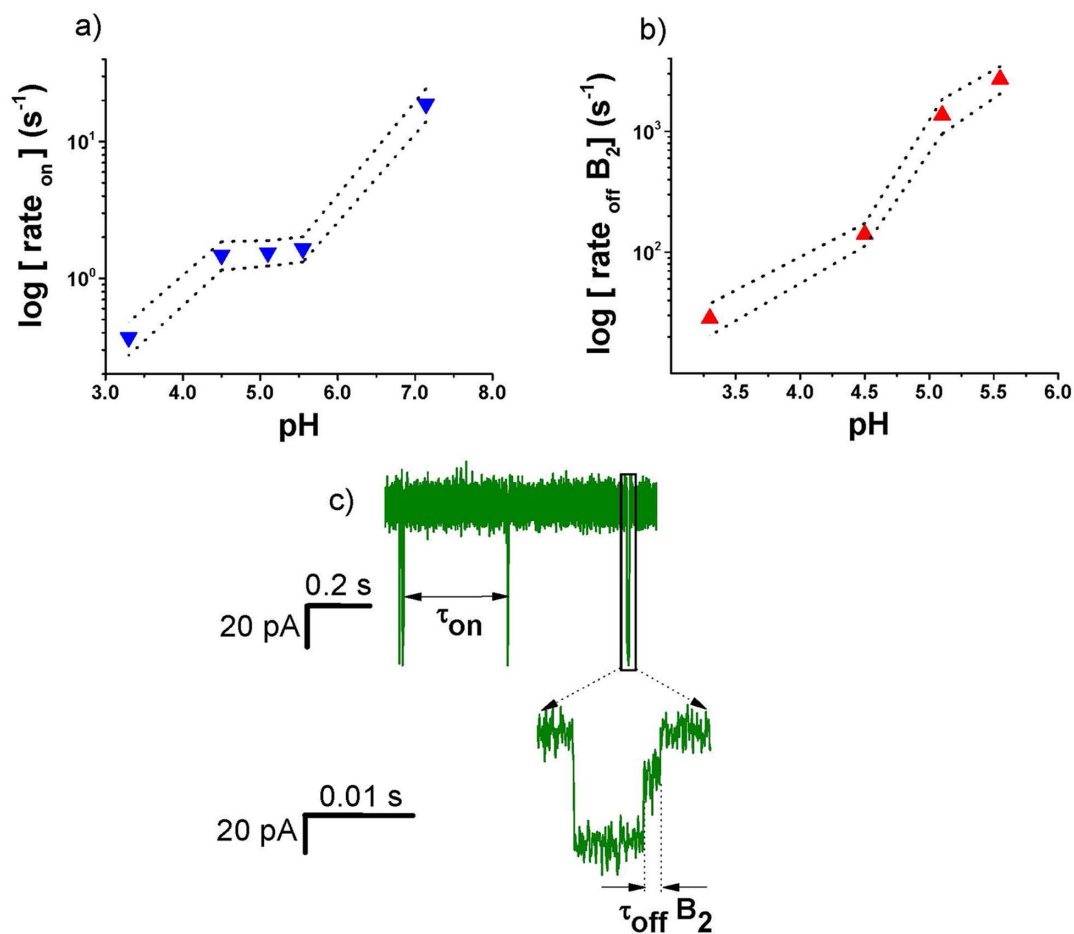 a)
log [ rate on ] (s-1)
10^1
10^0
3.0 4.0 5.0 6.0 7.0 8.0
pH
b)
log [ rate off B2] (s-1)
10^3
10^2
3.5 4.0 4.5 5.0 5.5 6.0
pH
c)
0.2 s
20 pA
τon
0.01 s
20 pA
τoff B2